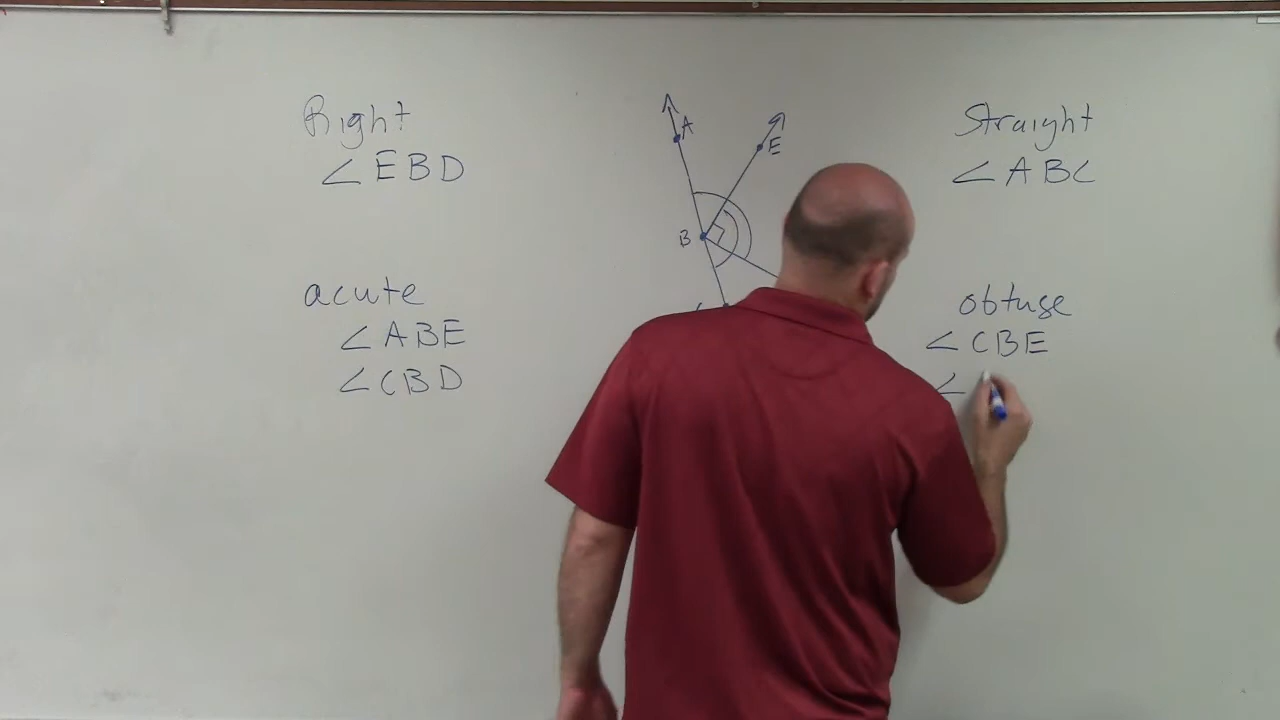 Right
∠EBD
acute
∠ABE
∠CBD
A
E
B
Straight
∠ABC
obtuse
∠CBE
∠